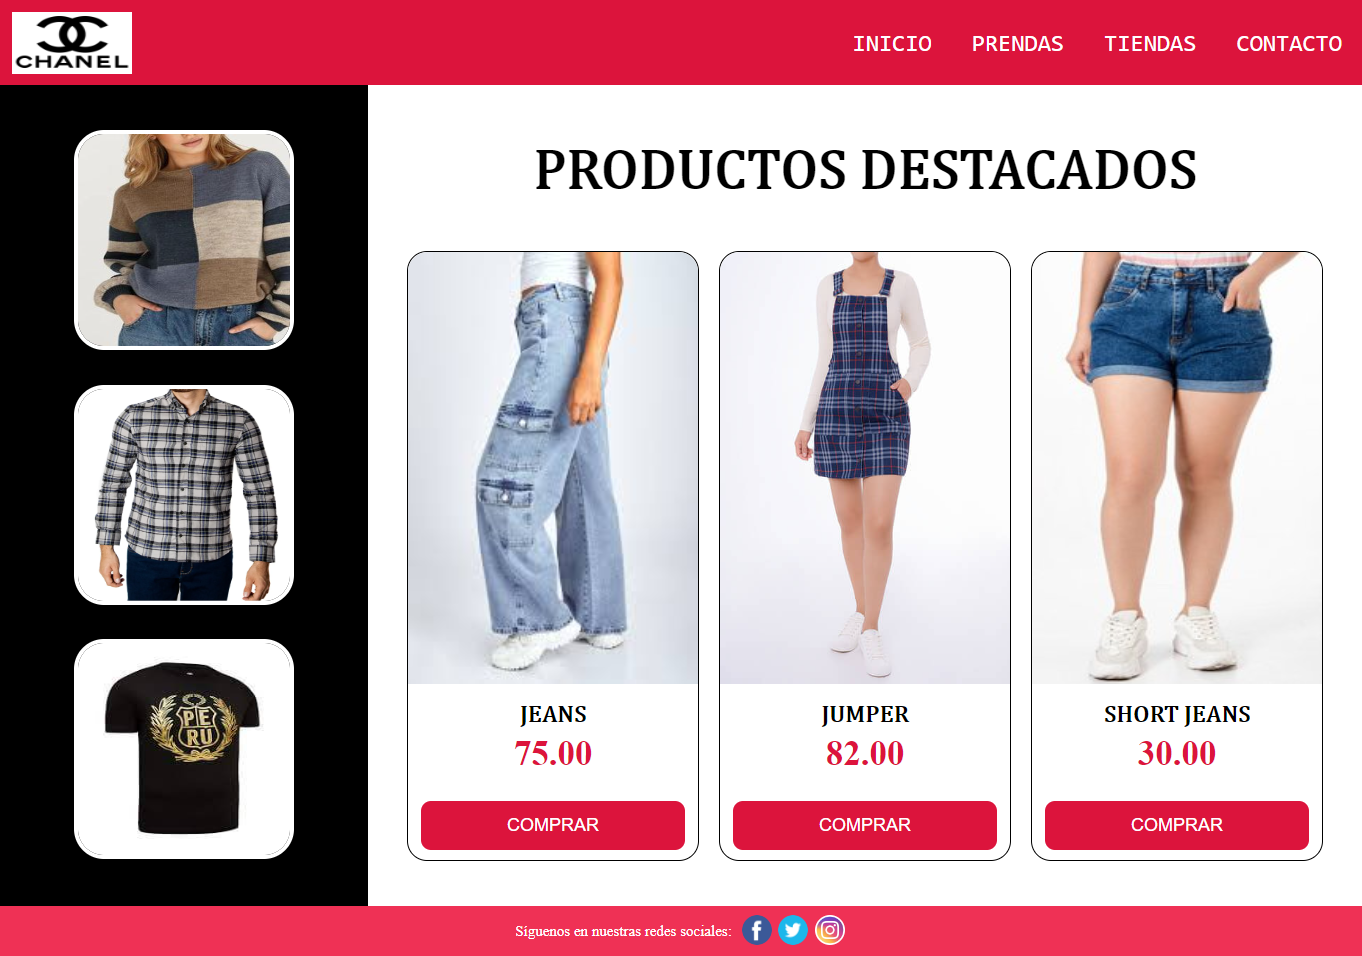 CHANEL
INICIO PRENDAS TIENDAS CONTACTO
PRODUCTOS DESTACADOS
PE
RU
JEANS
75.00
COMPRAR
JUMPER
82.00
COMPRAR
SHORT JEANS
30.00
COMPRAR
Síguenos en nuestras redes sociales: